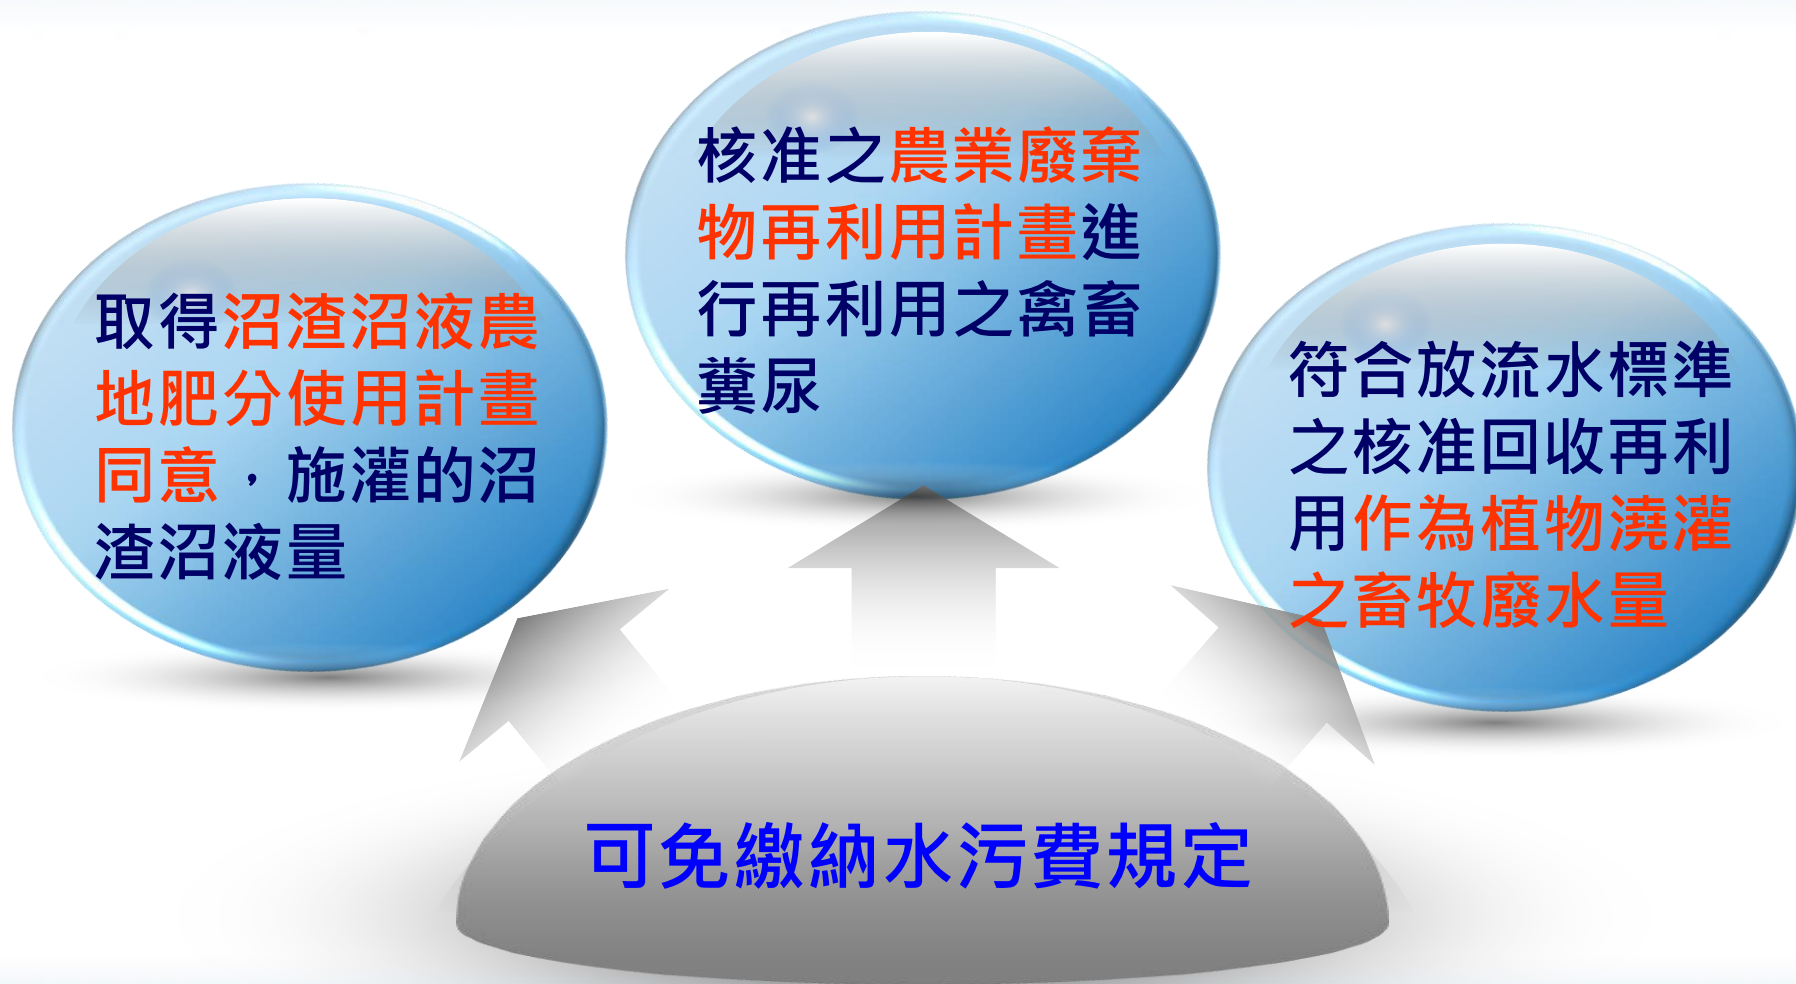 取得沼渣沼液農
地肥分使用計畫
同意，施灌的沼
渣沼液量
核准之農業廢棄
物再利用計畫進
行再利用之禽畜
糞尿
符合放流水標準
之核准回收再利
用作為植物澆灌
之畜牧廢水量
可免繳納水污費規定